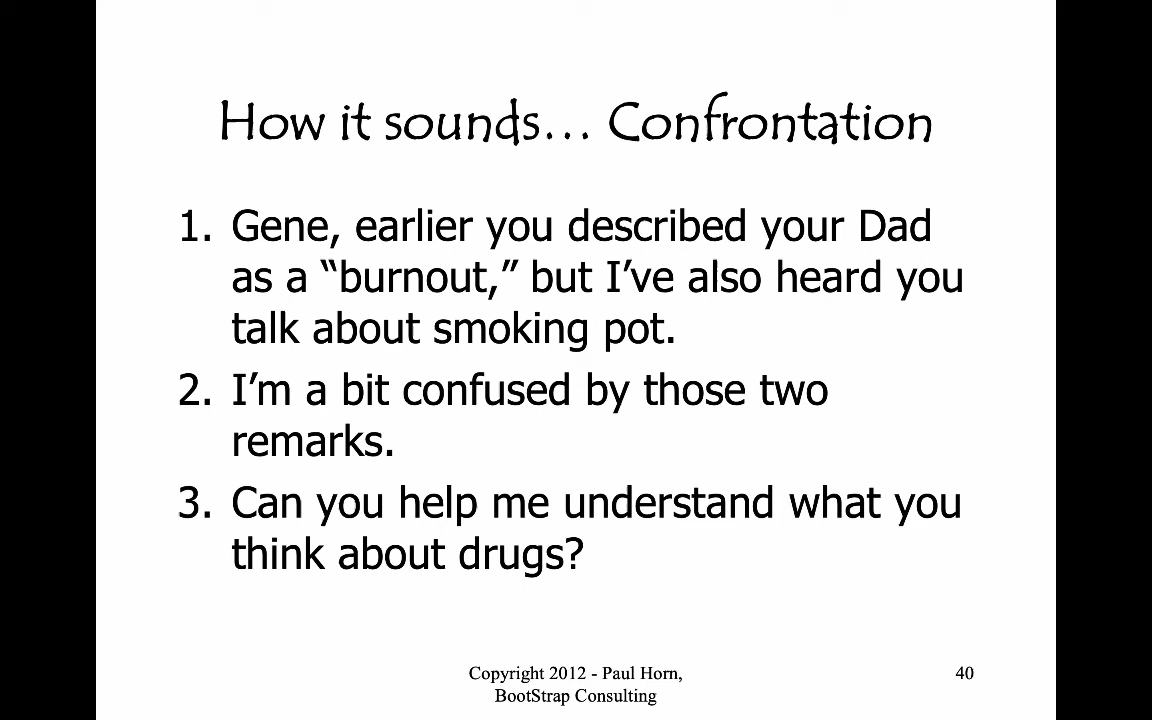 How it sounds… Confrontation
1. Gene, earlier you described your Dad
as a “burnout,” but I’ve also heard you
talk about smoking pot.
2. I’m a bit confused by those two
remarks.
3. Can you help me understand what you
think about drugs?
Copyright 2012 - Paul Horn,
BootStrap Consulting
40